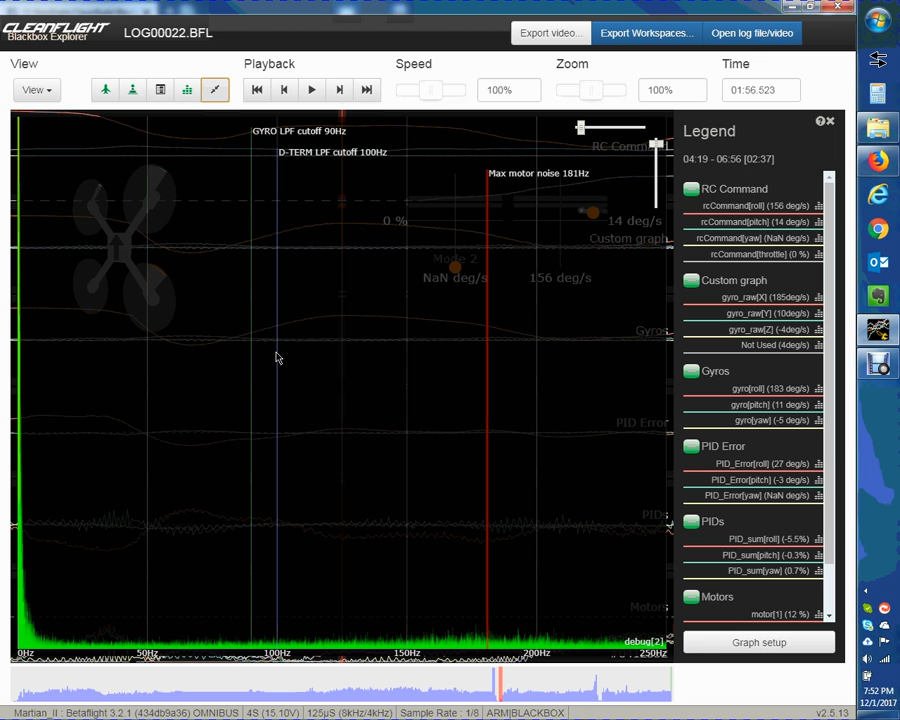 CLEANFLIGHT
Blackbox Explorer
LOG00022.BFL
Export video...
Export Workspaces...
Open log file/video
View
Playback
Speed
Zoom
Time
View
100%
100%
01:56.523
GYRO LPF cutoff 90Hz
D-TERM LPF cutoff 100Hz
Max motor noise 181Hz
RC Comm
0 %
14 deg/s
Custom graph
Mode 2
NaN deg/s
156 deg/s
Gyros
PID Error
PIDs
Motors
debug[2]
0Hz
50Hz
100Hz
150Hz
200Hz
250Hz
Legend
04:19 - 06:56 [02:37]
RC Command
rcCommand[roll] (156 deg/s)
rcCommand[pitch] (14 deg/s)
rcCommand[yaw] (NaN deg/s)
rcCommand[throttle] (0 %)
Custom graph
gyro_raw[X] (185deg/s)
gyro_raw[Y] (10deg/s)
gyro_raw[Z] (-4deg/s)
Not Used (4deg/s)
Gyros
gyro[roll] (183 deg/s)
gyro[pitch] (11 deg/s)
gyro[yaw] (-5 deg/s)
PID Error
PID_Error[roll] (27 deg/s)
PID_Error[pitch] (-3 deg/s)
PID_Error[yaw] (NaN deg/s)
PIDs
PID_sum[roll] (-5.5%)
PID_sum[pitch] (-0.3%)
PID_sum[yaw] (0.7%)
Motors
motor[1] (12 %)
Graph setup
Martian_II : Betaflight 3.2.1 (434db9a36) OMNIBUS
4S (15.10V)
125µS (8kHz/4kHz)
Sample Rate : 1/8
ARM|BLACKBOX
v2.5.13
7:52 PM
12/1/2017